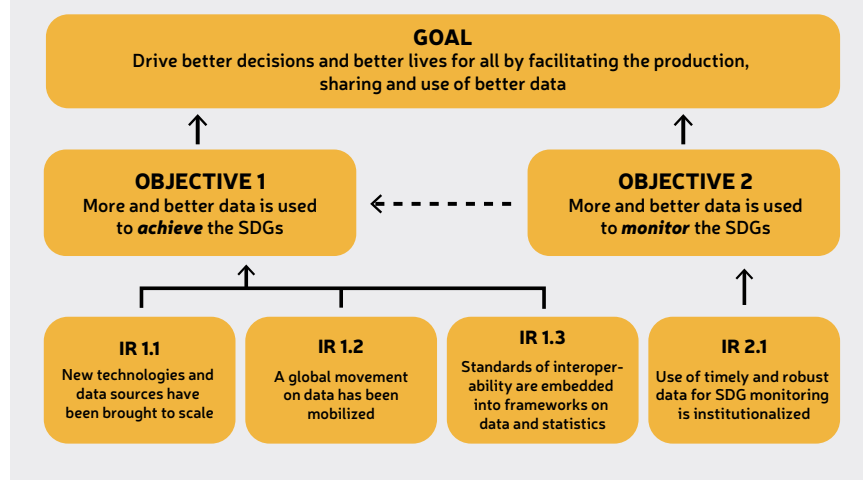 GOAL
Drive better decisions and better lives for all by facilitating the production,
sharing and use of better data
OBJECTIVE 1
More and better data is used
to achieve the SDGs
OBJECTIVE 2
More and better data is used
to monitor the SDGs
IR 1.1
New technologies and
data sources have
been brought to scale
IR 1.2
A global movement
on data has been
mobilized
IR 1.3
Standards of interoper-
ability are embedded
into frameworks on
data and statistics
IR 2.1
Use of timely and robust
data for SDG monitoring
is institutionalized